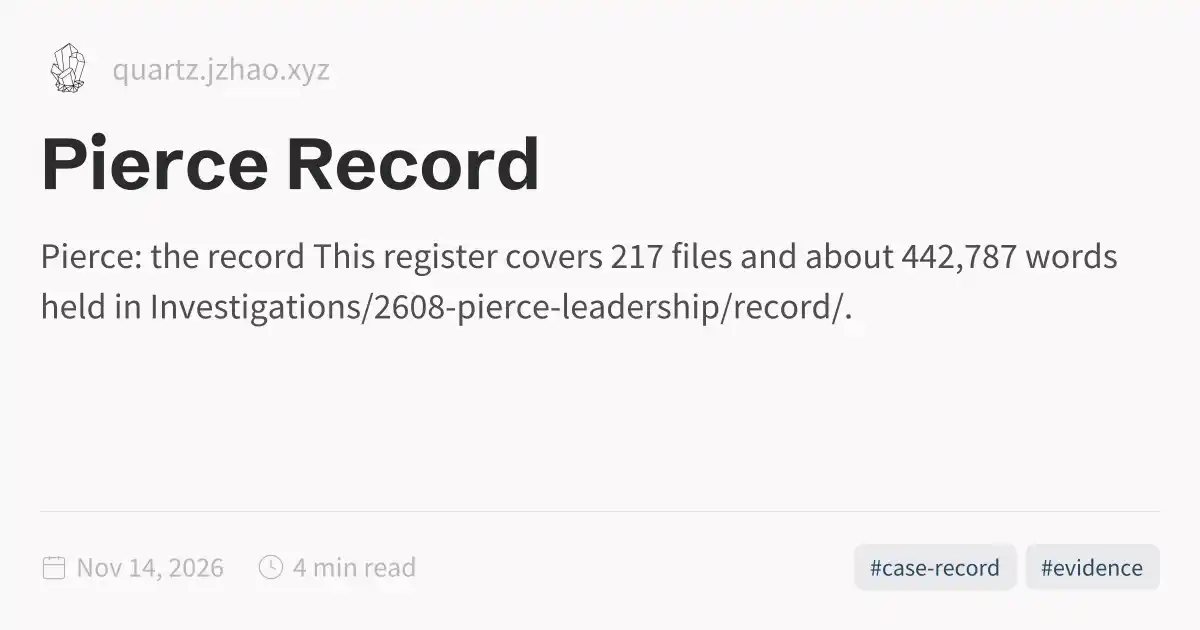 quartz.jzhao.xyz
Pierce Record
Pierce: the record This register covers 217 files and about 442,787 words
held in Investigations/2608-pierce-leadership/record/.
Nov 14, 2026
4 min read
#case-record
#evidence